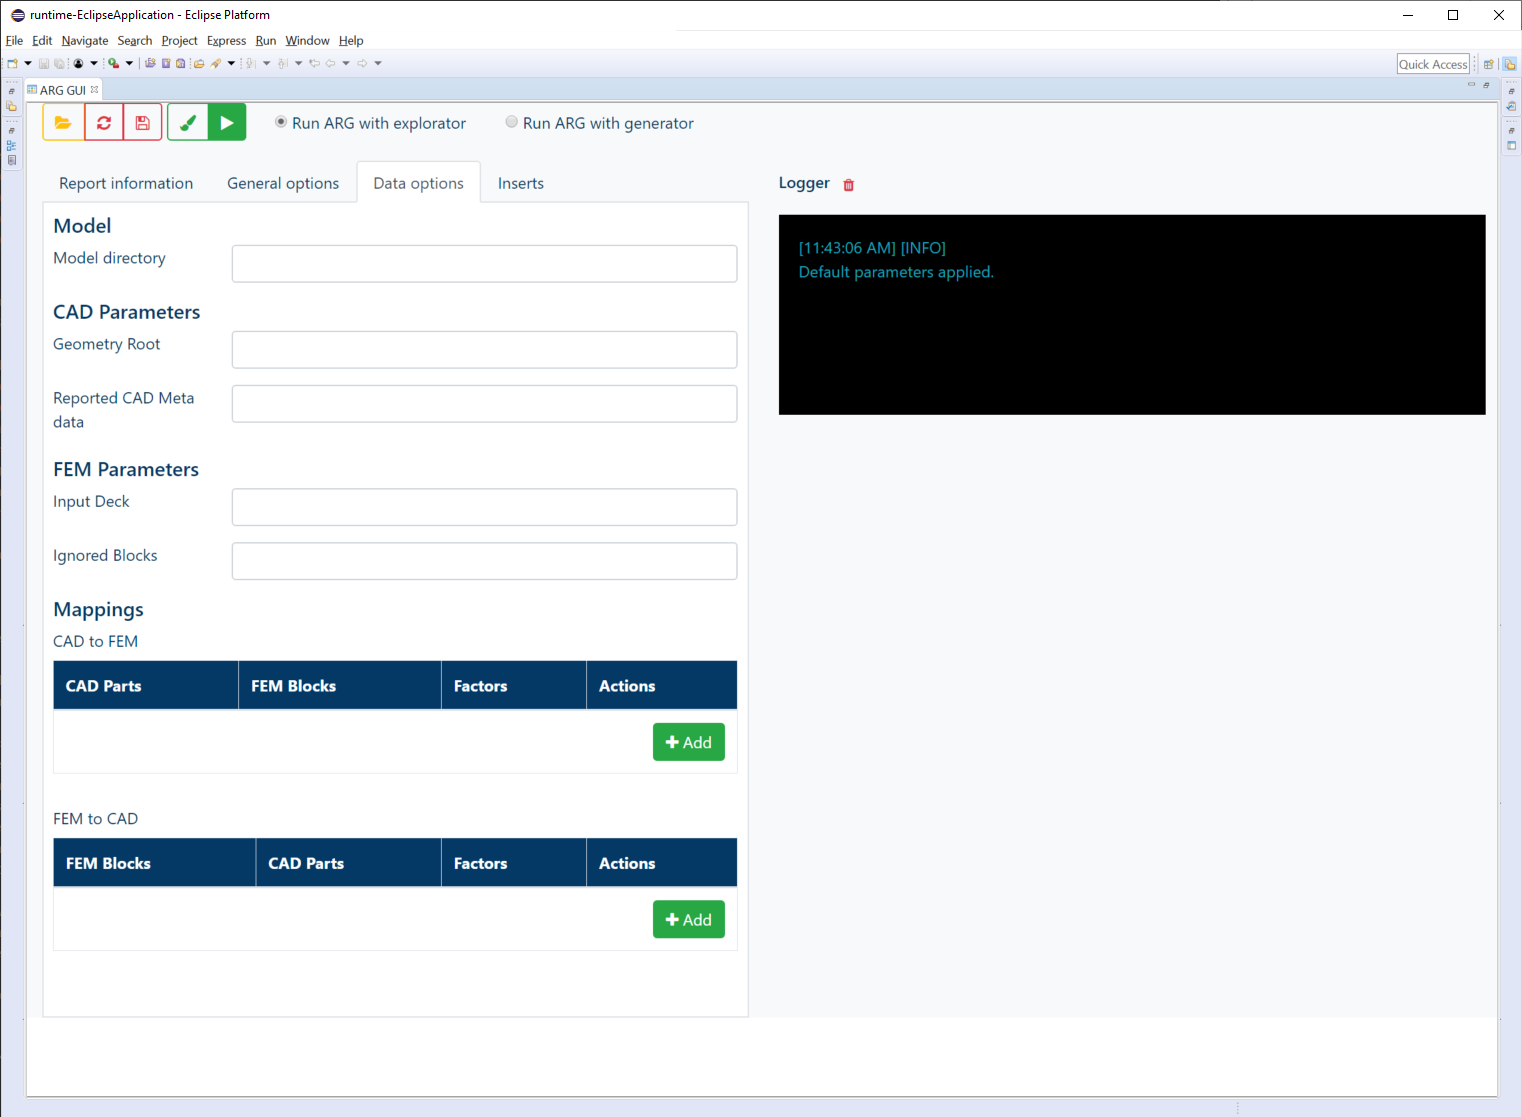 runtime-EclipseApplication - Eclipse Platform
File Edit Navigate Search Project Express Run Window Help
Quick Access
ARG GUI
Run ARG with explorator
Run ARG with generator
Report information
General options
Data options
Inserts
Logger
Model
Model directory
CAD Parameters
Geometry Root
Reported CAD Meta
data
FEM Parameters
Input Deck
Ignored Blocks
Mappings
CAD to FEM
CAD Parts FEM Blocks Factors Actions
Add
FEM to CAD
FEM Blocks CAD Parts Factors Actions
Add
[11:43:06 AM] [INFO]
Default parameters applied.